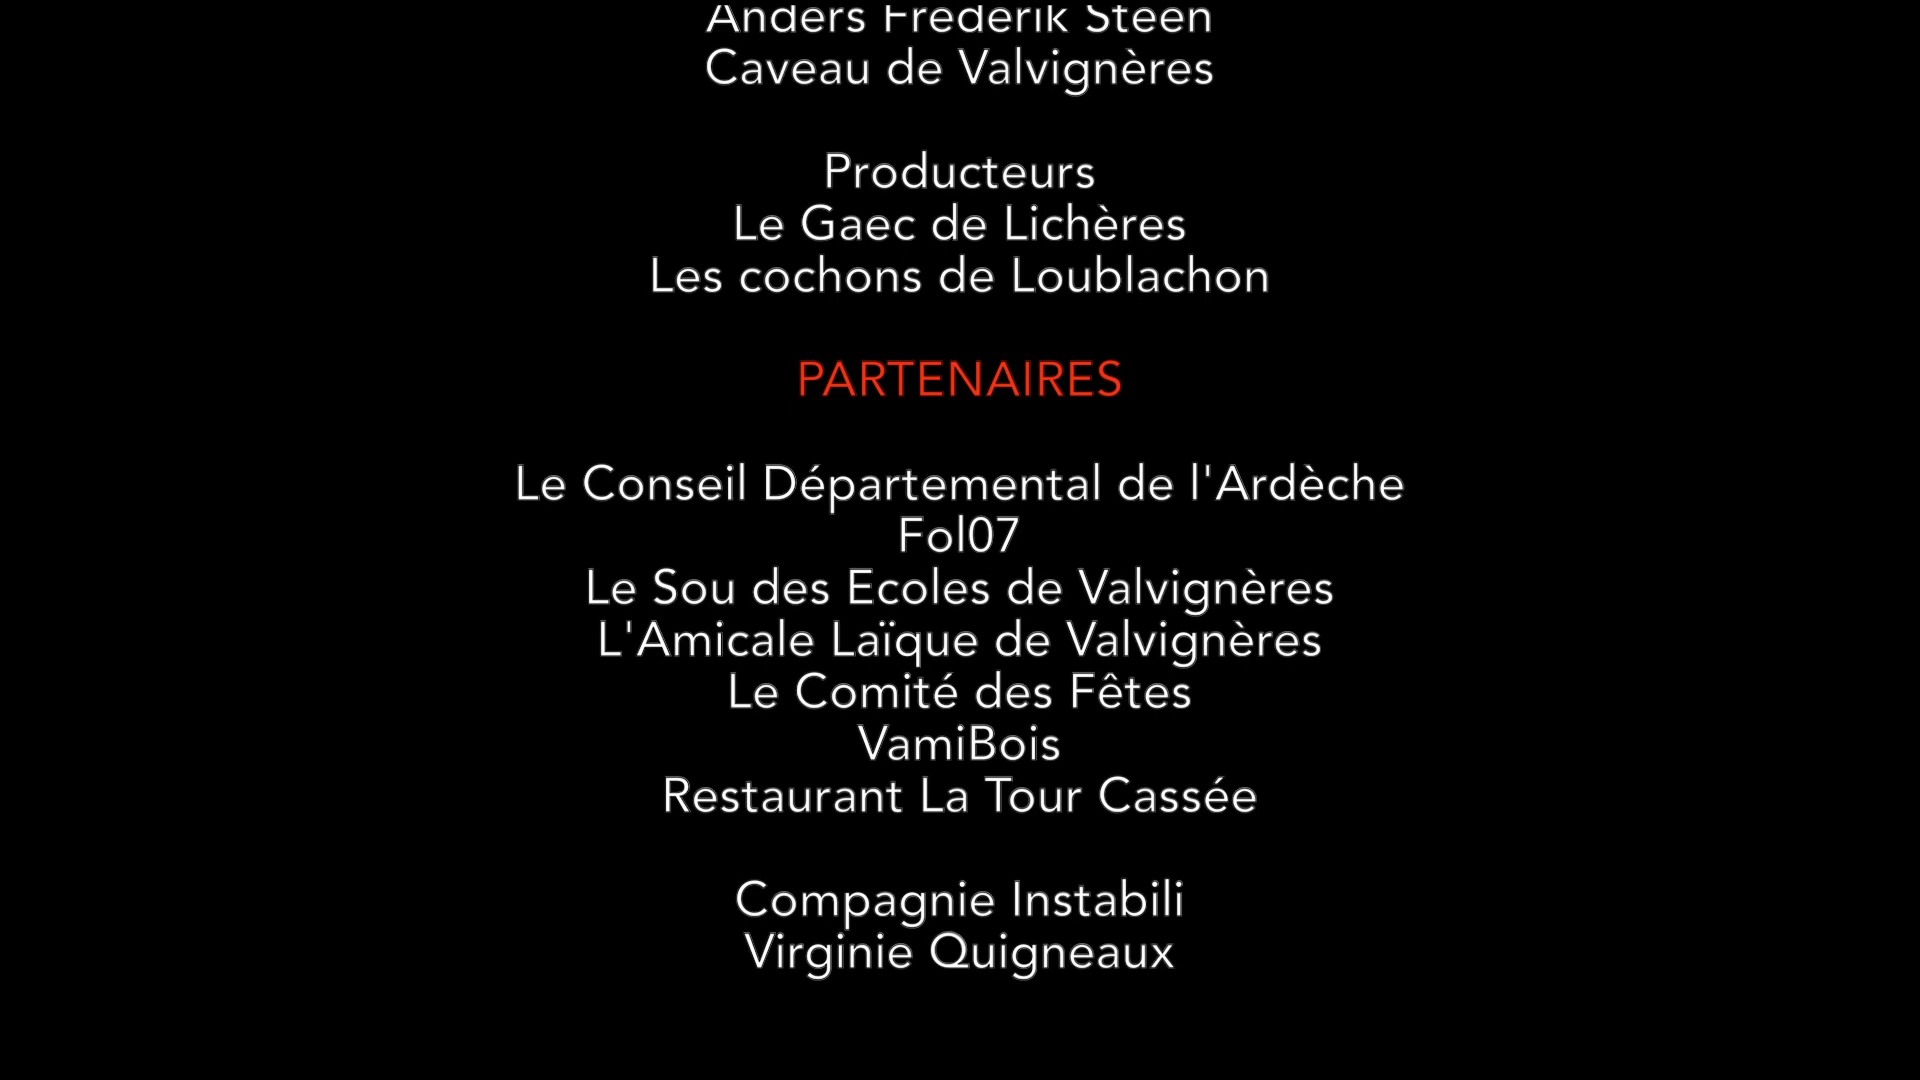 Anders Frederik Steen
Caveau de Valvignères
Producteurs
Le Gaec de Lichères
Les cochons de Loublachon
PARTENAIRES
Le Conseil Départemental de l'Ardèche
Fol07
Le Sou des Ecoles de Valvignères
L'Amicale Laïque de Valvignères
Le Comité des Fêtes
VamiBois
Restaurant La Tour Cassée
Compagnie Instabili
Virginie Quigneaux